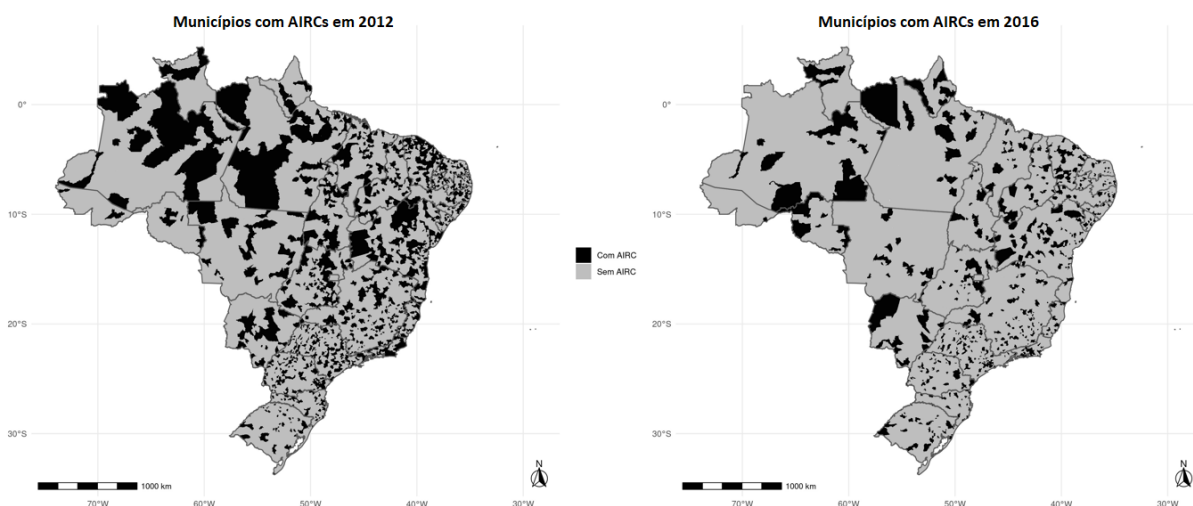 Municípios com AIRCs em 2012
0°
10°S
20°S
30°S
1000 km
N
70°W
60°W
50°W
40°W
30°W
Com AIRC
Sem AIRC
Municípios com AIRCs em 2016
0°
10°S
20°S
30°S
1000 km
N
70°W
60°W
50°W
40°W
30°W